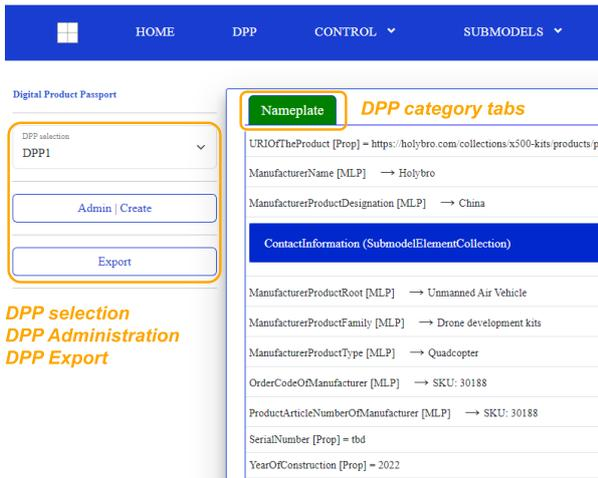 HOME DPP CONTROL SUBMODELS
Digital Product Passport
DPP selection
DPP1
Admin | Create
Export
DPP selection
DPP Administration
DPP Export
Nameplate
DPP category tabs
URIOfTheProduct [Prop] = https://holybro.com/collections/x500-kits/products/p
ManufacturerName [MLP] → Holybro
ManufacturerProductDesignation [MLP] → China
ContactInformation (SubmodelElementCollection)
ManufacturerProductRoot [MLP] → Unmanned Air Vehicle
ManufacturerProductFamily [MLP] → Drone development kits
ManufacturerProductType [MLP] → Quadcopter
OrderCodeOfManufacturer [MLP] → SKU: 30188
ProductArticleNumberOfManufacturer [MLP] → SKU: 30188
SerialNumber [Prop] = tbd
YearOfConstruction [Prop] = 2022